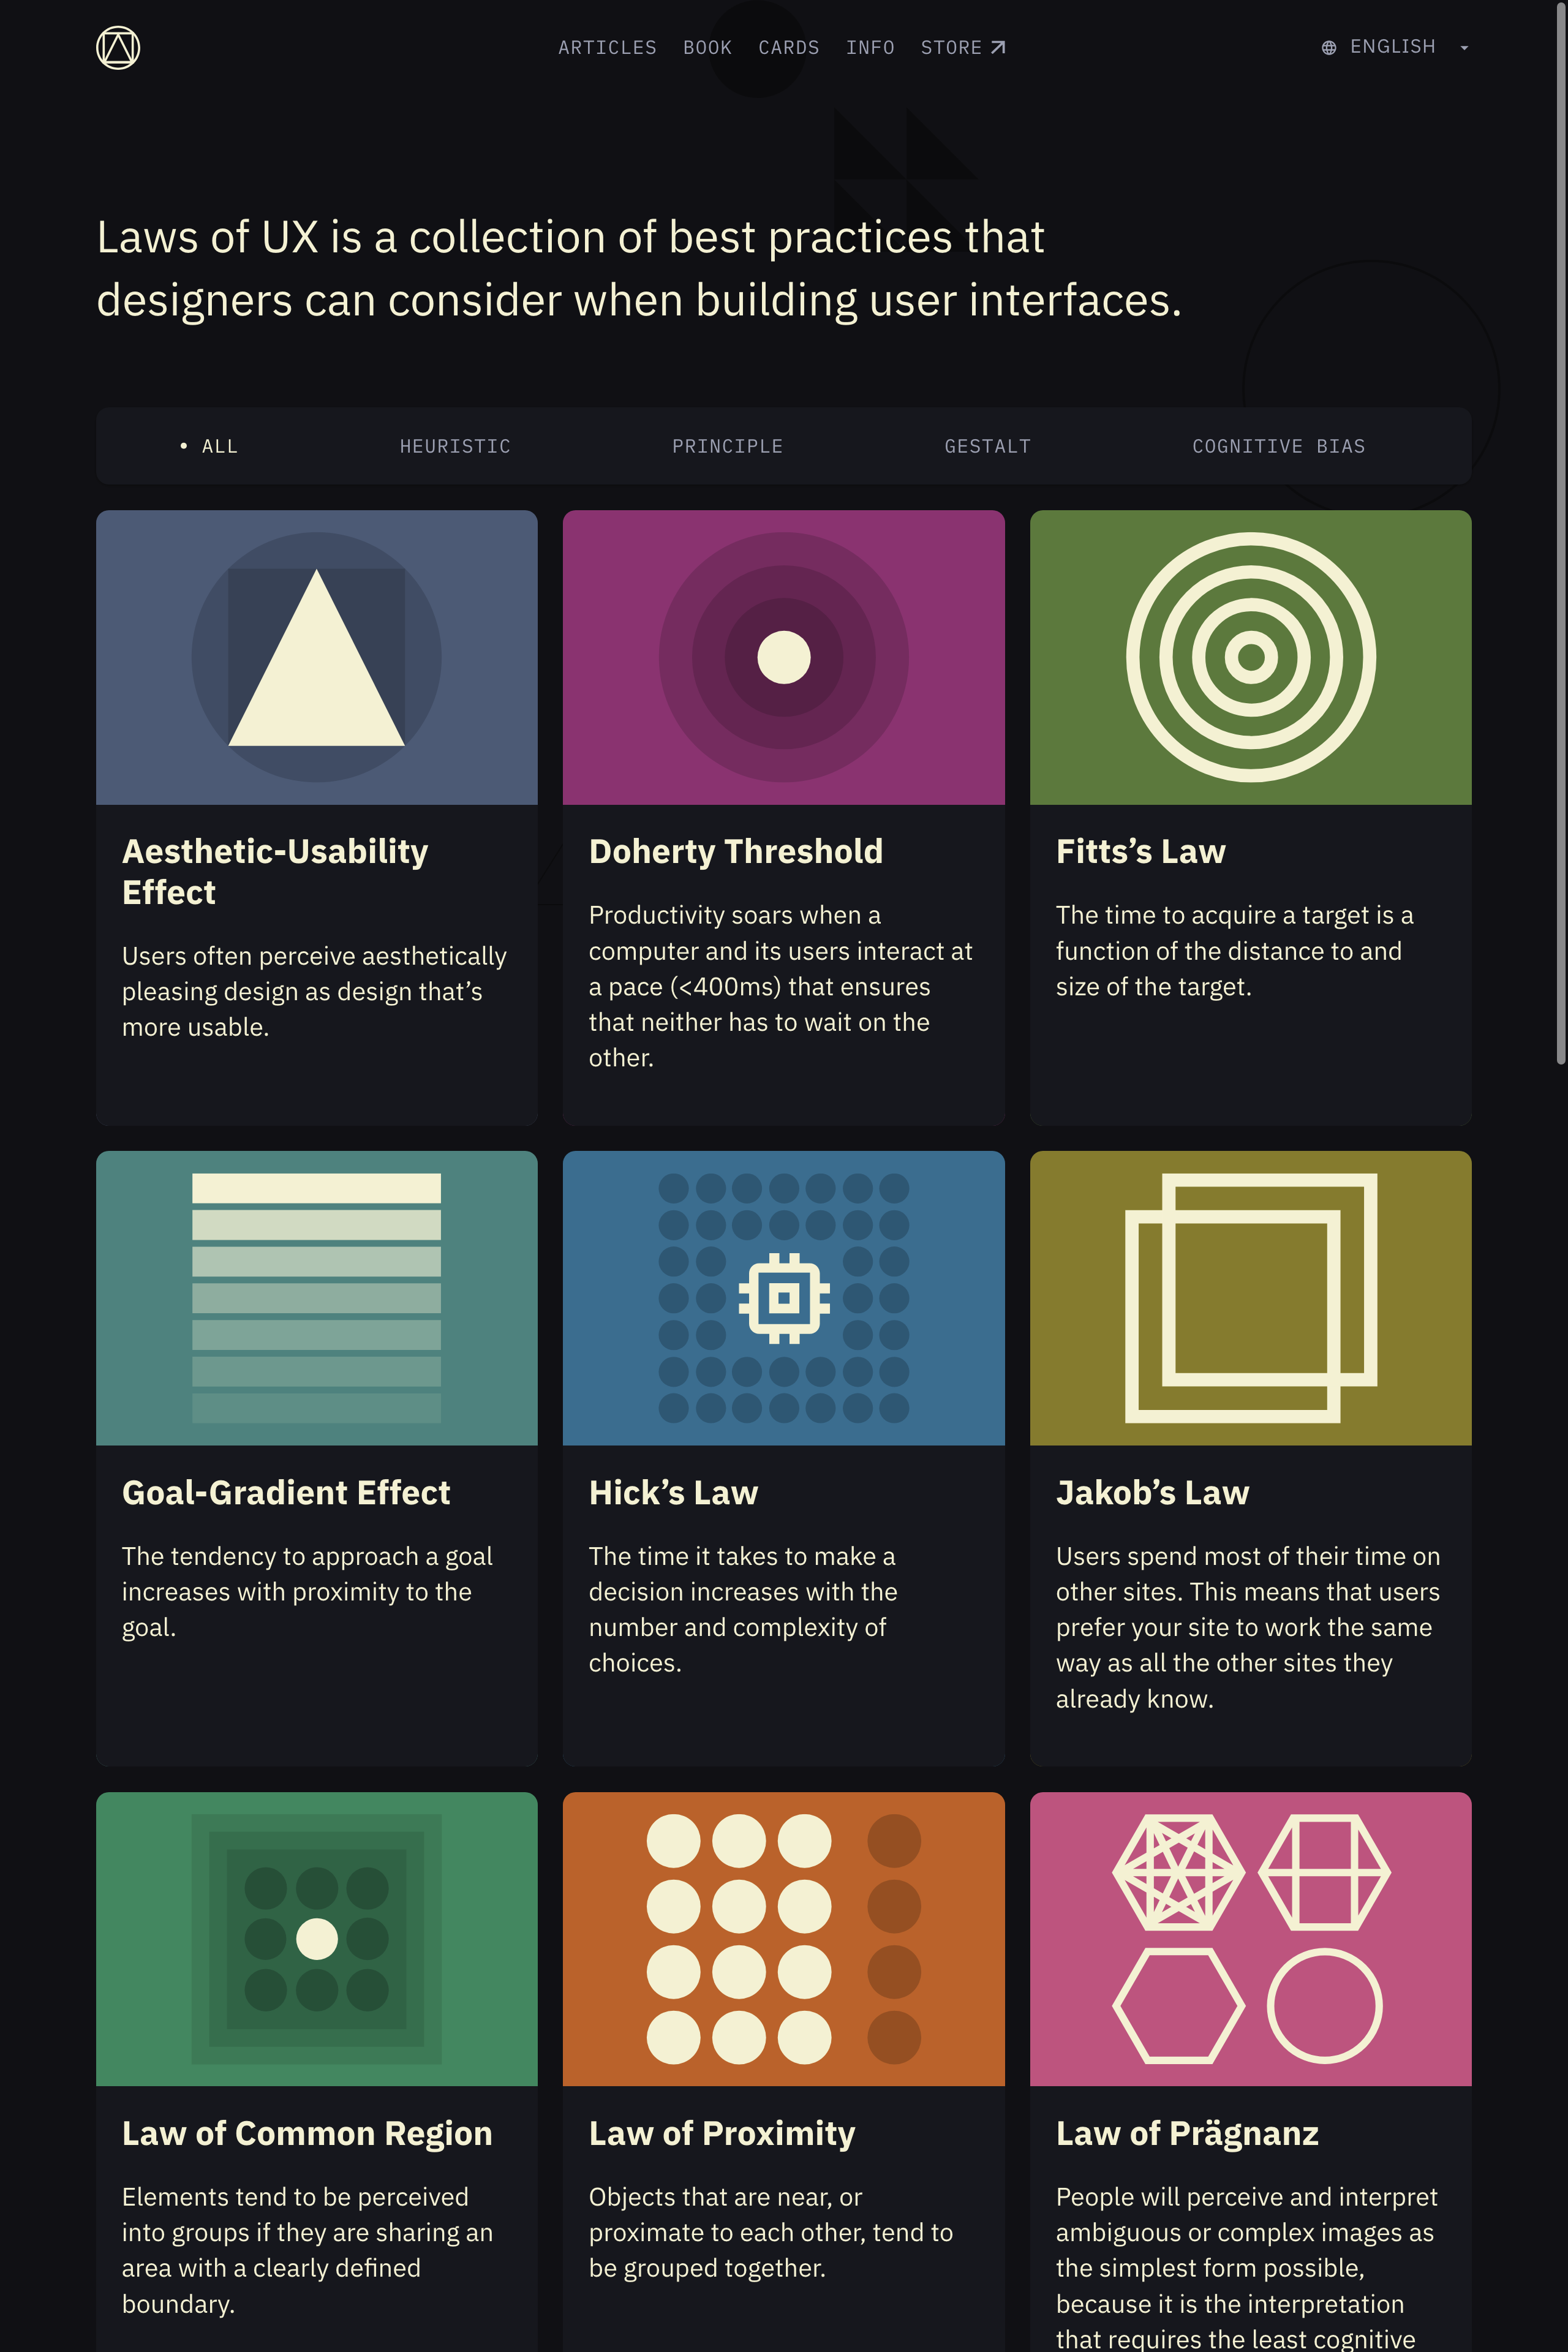 ARTICLES BOOK CARDS INFO STORE
ENGLISH
Laws of UX is a collection of best practices that
designers can consider when building user interfaces.
• ALL HEURISTIC PRINCIPLE GESTALT COGNITIVE BIAS
Aesthetic-Usability
Effect
Users often perceive aesthetically
pleasing design as design that’s
more usable.
Doherty Threshold
Productivity soars when a
computer and its users interact at
a pace (<400ms) that ensures
that neither has to wait on the
other.
Fitts’s Law
The time to acquire a target is a
function of the distance to and
size of the target.
Goal-Gradient Effect
The tendency to approach a goal
increases with proximity to the
goal.
Hick’s Law
The time it takes to make a
decision increases with the
number and complexity of
choices.
Jakob’s Law
Users spend most of their time on
other sites. This means that users
prefer your site to work the same
way as all the other sites they
already know.
Law of Common Region
Elements tend to be perceived
into groups if they are sharing an
area with a clearly defined
boundary.
Law of Proximity
Objects that are near, or
proximate to each other, tend to
be grouped together.
Law of Prägnanz
People will perceive and interpret
ambiguous or complex images as
the simplest form possible,
because it is the interpretation
that requires the least cognitive